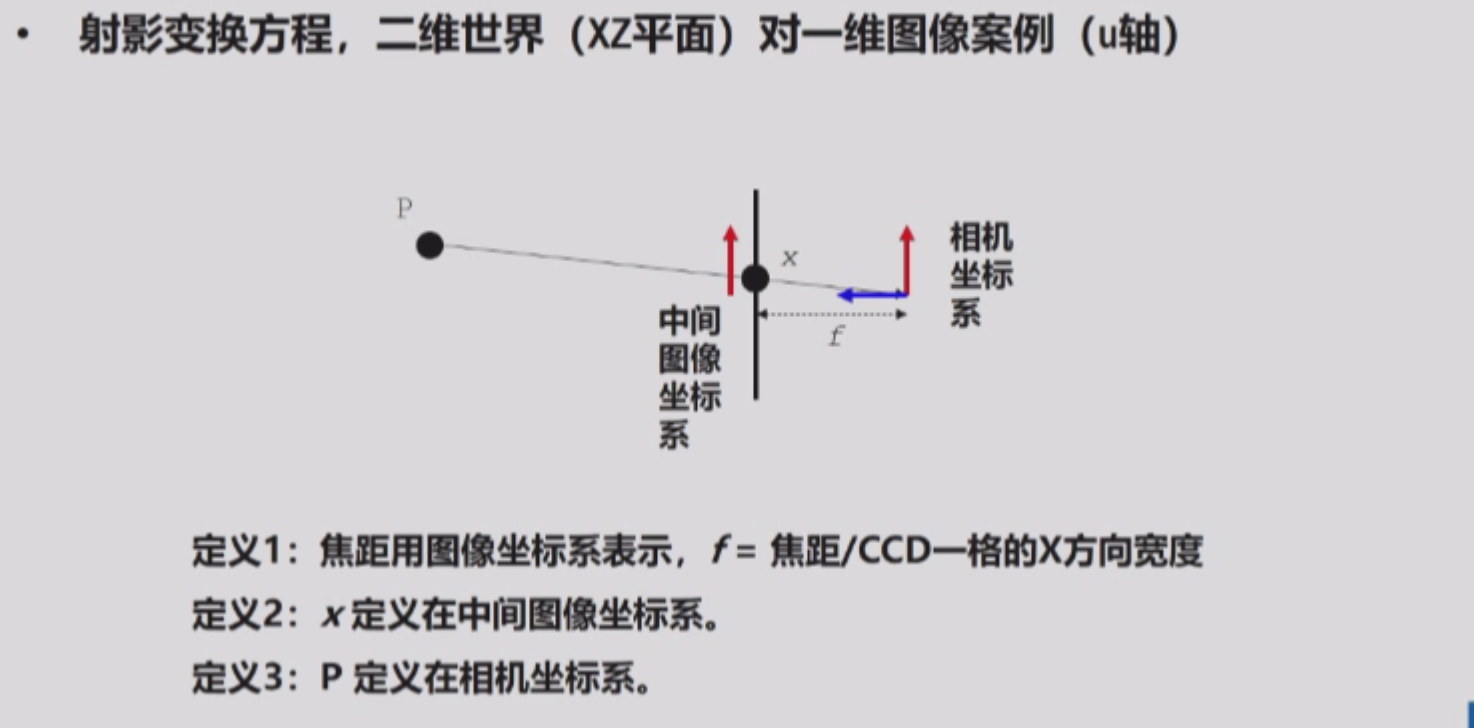 • 射影变换方程，二维世界（XZ平面）对一维图像案例（u轴）
P
x
相机
坐标
系
中间
图像
坐标
系
f
定义1：焦距用图像坐标系表示，f = 焦距/CCD一格的X方向宽度
定义2：x 定义在中间图像坐标系。
定义3：P 定义在相机坐标系。